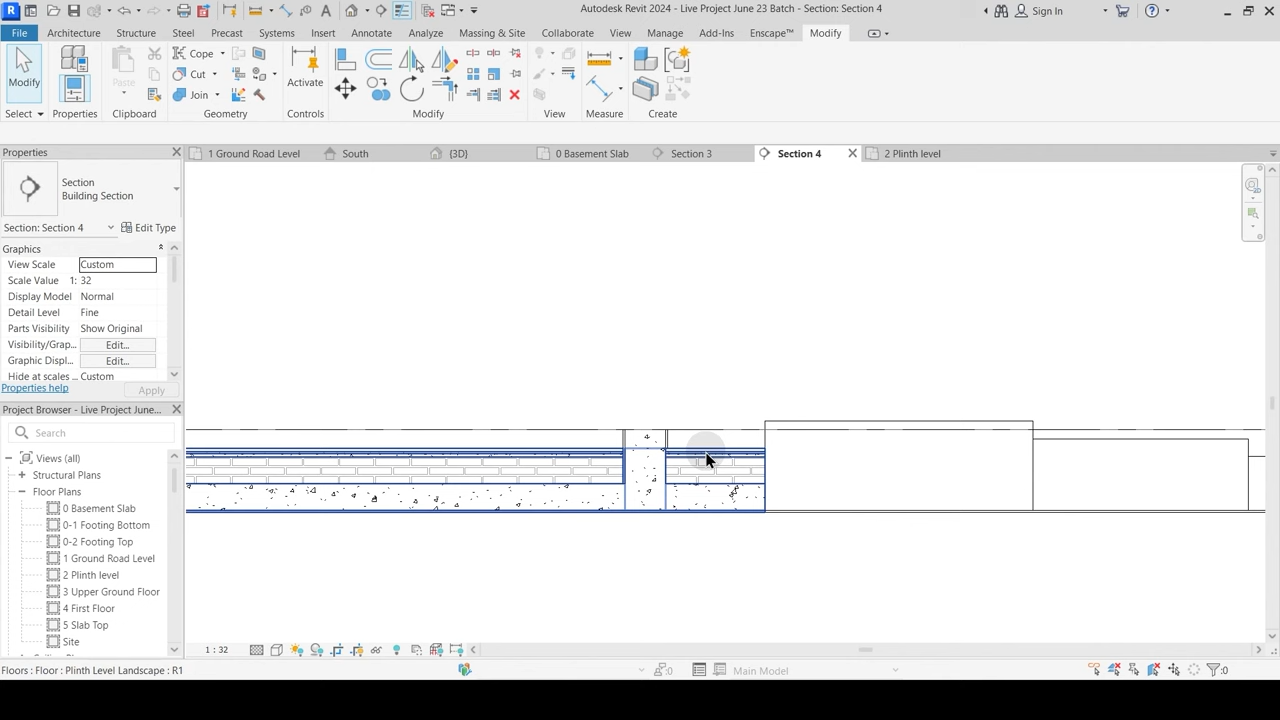 R
A
Autodesk Revit 2024 - Live Project June 23 Batch - Section: Section 4
Sign In
File Architecture Structure Steel Precast Systems Insert Annotate Analyze Massing & Site Collaborate View Manage Add-Ins Enscape™ Modify
Modify Paste Cope Cut Join Activate
Select Properties Clipboard Geometry Controls Modify View Measure Create
Properties
1 Ground Road Level South {3D} 0 Basement Slab Section 3 Section 4 2 Plinth level
Section
Building Section
Section: Section 4 Edit Type
Graphics
View Scale Custom
Scale Value 1: 32
Display Model Normal
Detail Level Fine
Parts Visibility Show Original
Visibility/Grap... Edit...
Graphic Displ... Edit...
Hide at scales ... Custom
Properties help Apply
Project Browser - Live Project June...
Search
Views (all)
Structural Plans
Floor Plans
0 Basement Slab
0-1 Footing Bottom
0-2 Footing Top
1 Ground Road Level
2 Plinth level
3 Upper Ground Floor
4 First Floor
5 Slab Top
Site
1 : 32
Floors : Floor : Plinth Level Landscape : R1 :0 Main Model :0